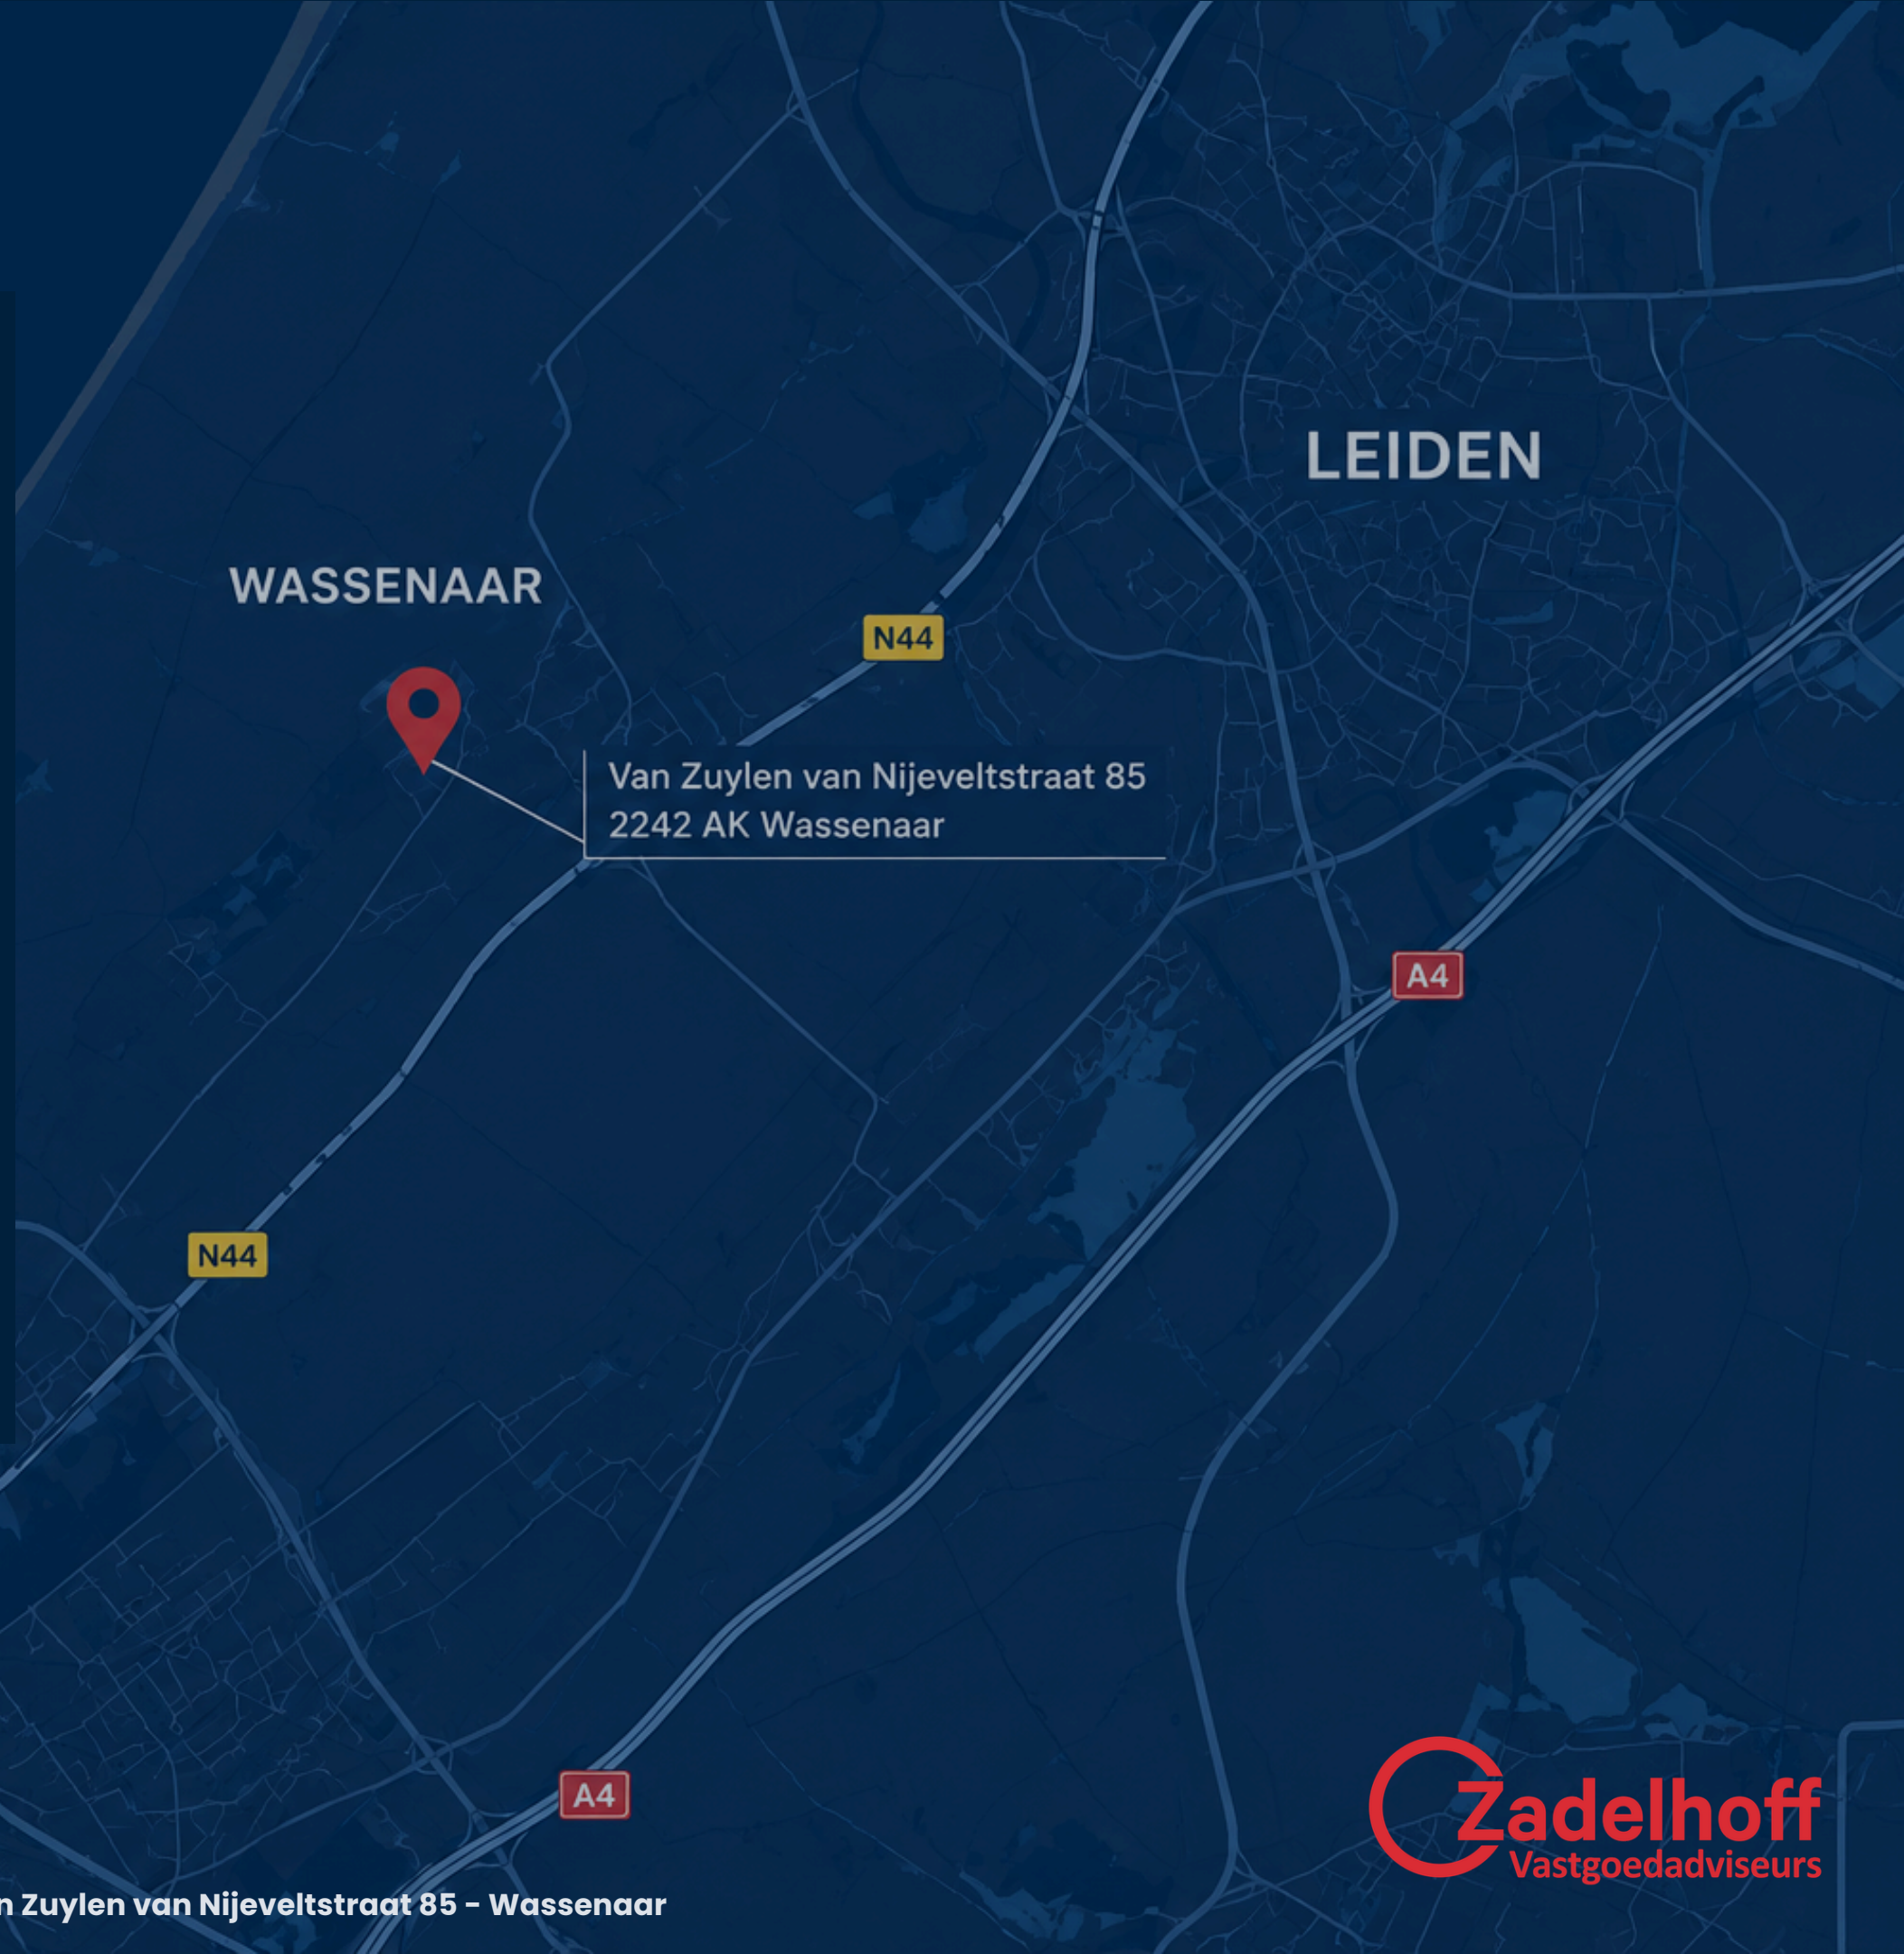 LEIDEN
WASSENAAR
N44
Van Zuylen van Nijeveltstraat 85
2242 AK Wassenaar
A4
N44
A4
Zadelhoff
Vastgoedadviseurs
n Zuylen van Nijeveltstraat 85 - Wassenaar